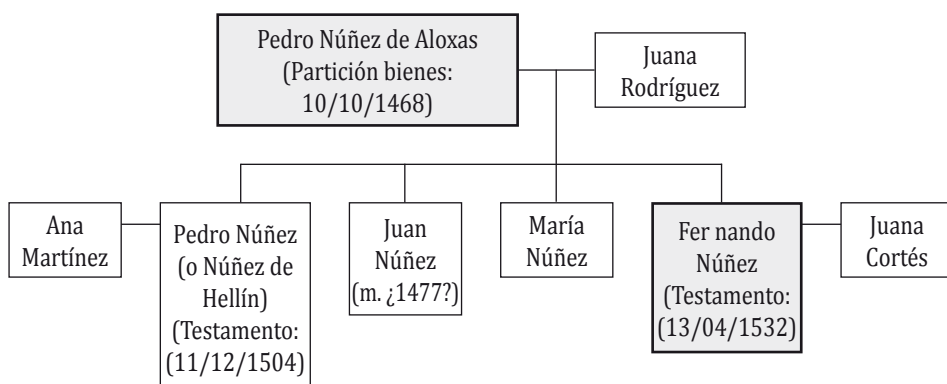 Pedro Núñez de Aloxas
(Partición bienes:
10/10/1468)
Juana
Rodríguez
Ana
Martínez
Pedro Núñez
(o Núñez de
Hellín)
(Testamento:
(11/12/1504)
Juan
Núñez
(m. ¿1477?)
María
Núñez
Fer nando
Núñez
(Testamento:
(13/04/1532)
Juana
Cortés